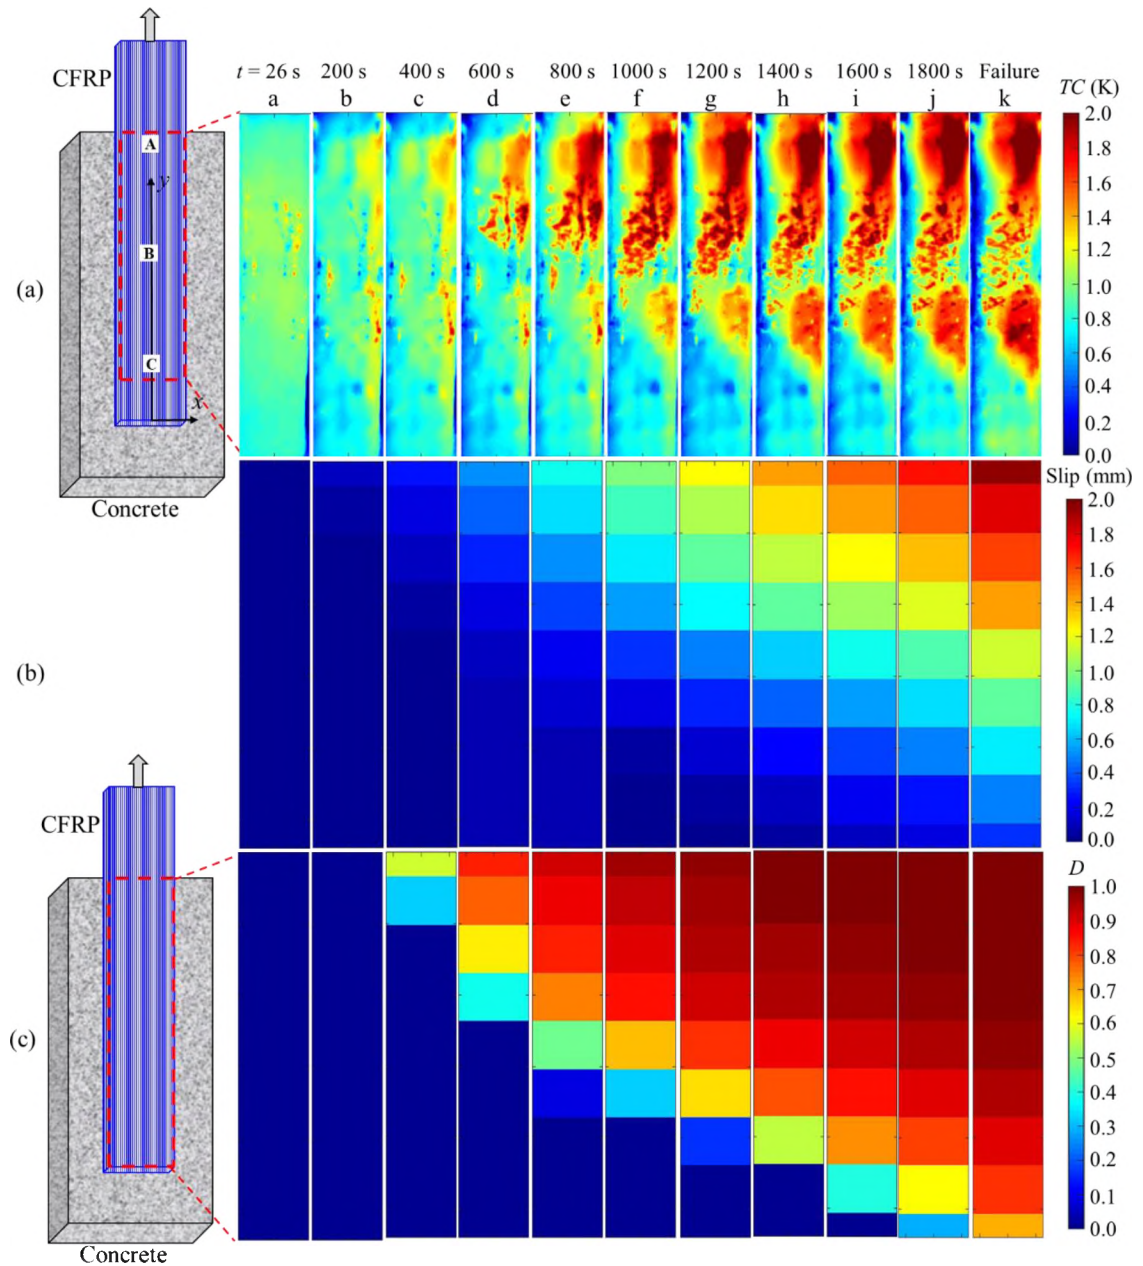 t = 26 s 200 s 400 s 600 s 800 s 1000 s 1200 s 1400 s 1600 s 1800 s Failure
a b c d e f g h i j k
TC (K)
CFRP
A
y
B
C
x
Concrete
(a)
2.0
1.8
1.6
1.4
1.2
1.0
0.8
0.6
0.4
0.2
0.0
(b)
Slip (mm)
2.0
1.8
1.6
1.4
1.2
1.0
0.8
0.6
0.4
0.2
0.0
CFRP
(c)
Concrete
D
1.0
0.9
0.8
0.7
0.6
0.5
0.4
0.3
0.2
0.1
0.0